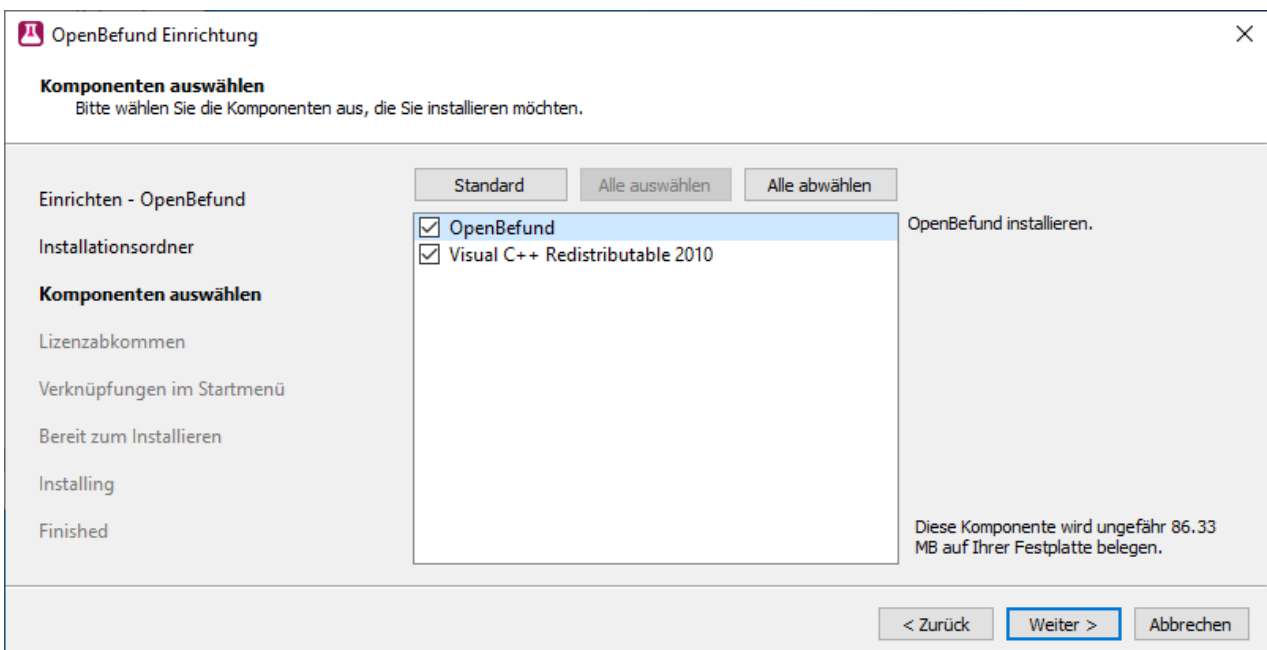 OpenBefund Einrichtung
Komponenten auswählen
Bitte wählen Sie die Komponenten aus, die Sie installieren möchten.
Einrichten - OpenBefund
Installationsordner
Komponenten auswählen
Lizenzabkommen
Verknüpfungen im Startmenü
Bereit zum Installieren
Installing
Finished
Standard
Alle auswählen
Alle abwählen
OpenBefund
Visual C++ Redistributable 2010
OpenBefund installieren.
Diese Komponente wird ungefähr 86.33
MB auf Ihrer Festplatte belegen.
< Zurück
Weiter >
Abbrechen